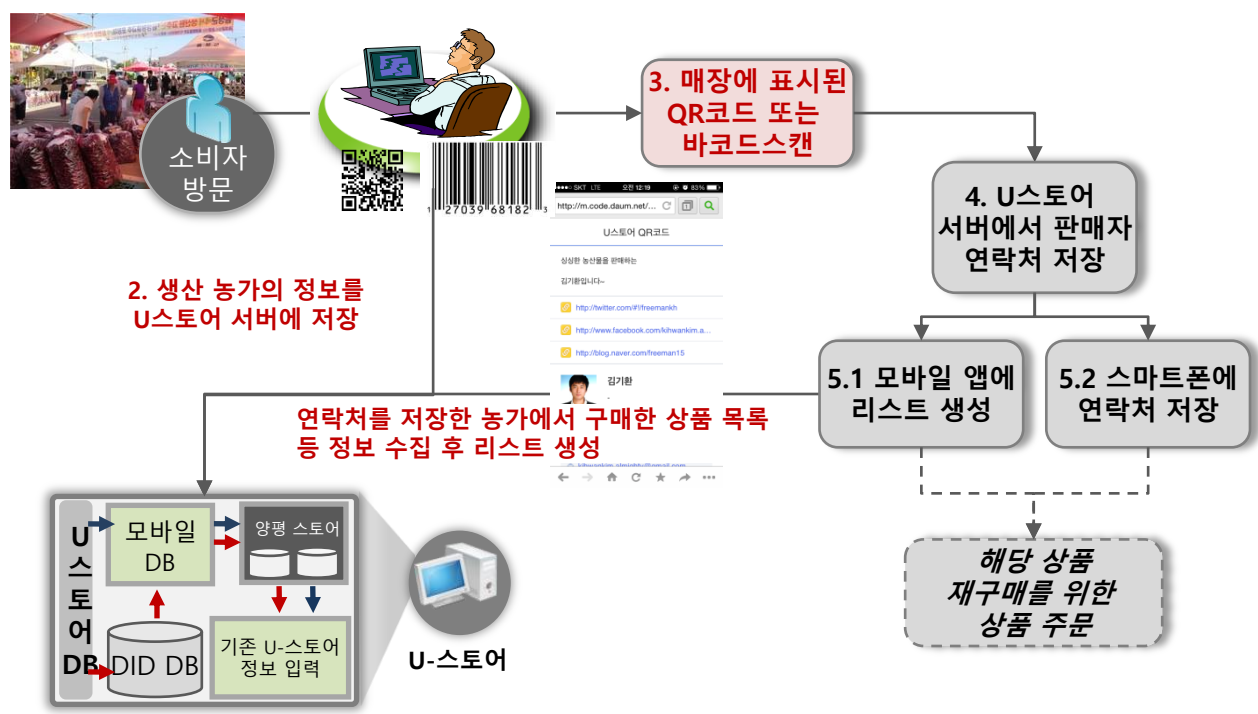 소비자
방문
1 27039 68182 3
2. 생산 농가의 정보를
U스토어 서버에 저장
3. 매장에 표시된
QR코드 또는
바코드스캔
4. U스토어
서버에서 판매자
연락처 저장
5.1 모바일 앱에
리스트 생성
5.2 스마트폰에
연락처 저장
해당 상품
재구매를 위한
상품 주문
SKT LTE 오전 12:19 83%
http://m.code.daum.net/...
U스토어 QR코드
싱싱한 농산물을 판매하는
김기환입니다~
http://twitter.com/#!/freemankh
http://www.facebook.com/kihwankim.a...
http://blog.naver.com/freeman15
김기환
연락처를 저장한 농가에서 구매한 상품 목록
등 정보 수집 후 리스트 생성
U
스
토
어
DB
모바일
DB
양평 스토어
DID DB
기존 U-스토어
정보 입력
U-스토어